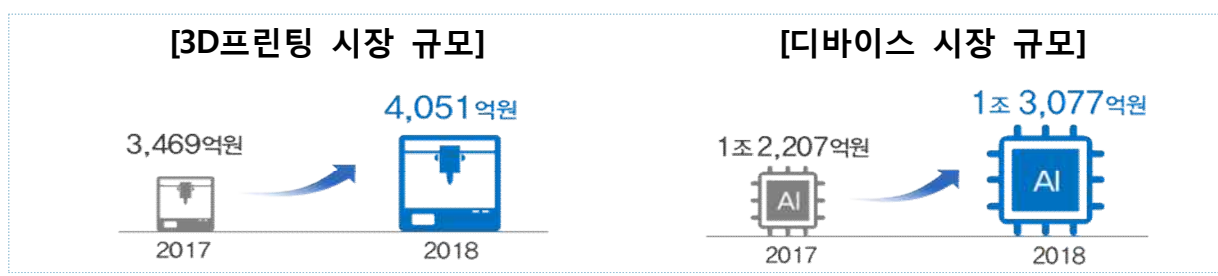 [3D프린팅 시장 규모]
3,469억원
4,051억원
2017
2018
[디바이스 시장 규모]
1조 2,207억원
1조 3,077억원
AI
AI
2017
2018